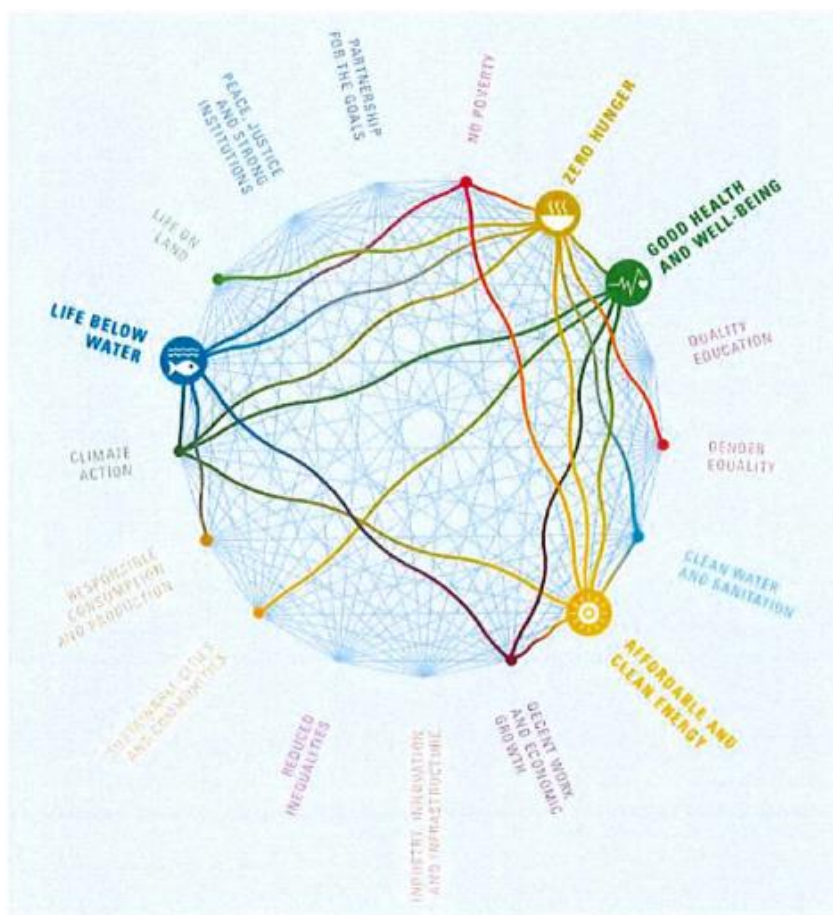 PARTNERSHIP
FOR THE GOALS
NO POVERTY
ZERO HUNGER
GOOD HEALTH
AND WELL-BEING
QUALITY
EDUCATION
GENDER
EQUALITY
CLEAN WATER
AND SANITATION
AFFORDABLE AND
CLEAN ENERGY
DECENT WORK
AND ECONOMIC
GROWTH
INDUSTRY, INNOVATION
AND INFRASTRUCTURE
REDUCED
INEQUALITIES
SUSTAINABLE CITIES
AND COMMUNITIES
RESPONSIBLE
CONSUMPTION
AND PRODUCTION
CLIMATE
ACTION
LIFE BELOW
WATER
LIFE ON
LAND
PEACE, JUSTICE
AND STRONG
INSTITUTIONS